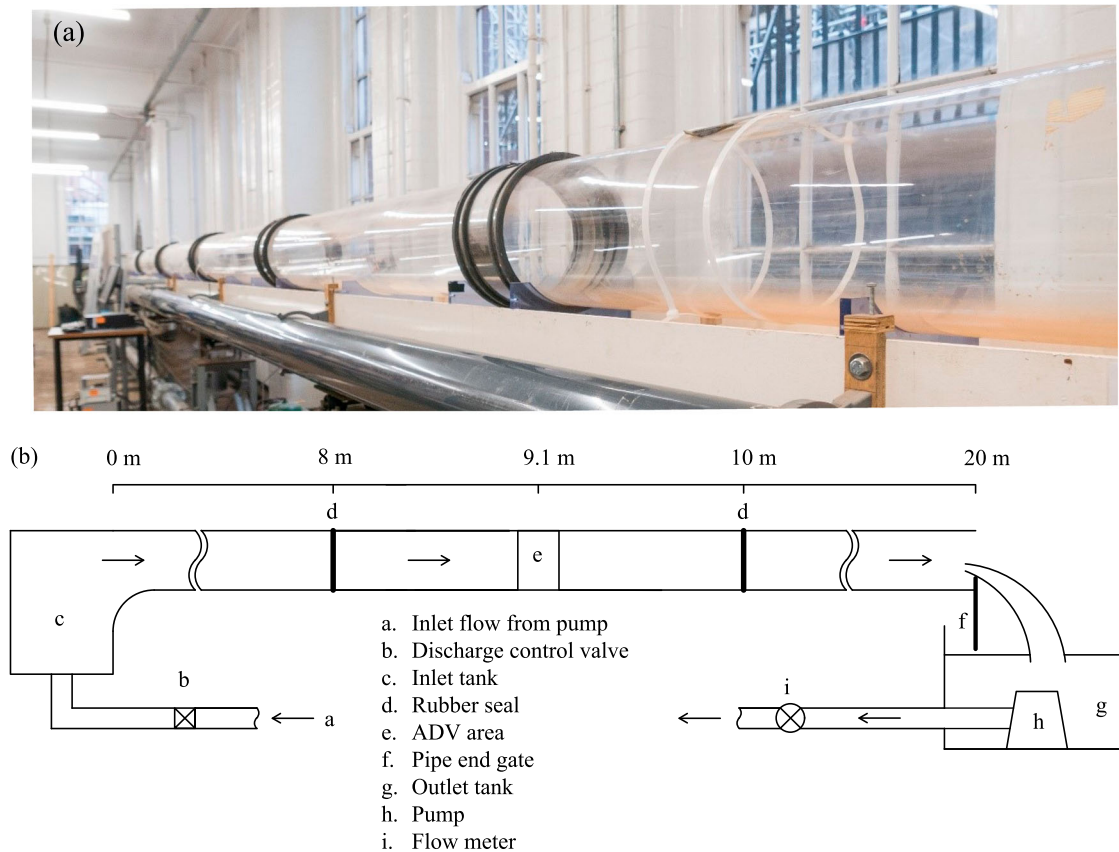 (a)
(b)
0 m 8 m 9.1 m 10 m 20 m
d d
e
c
f
a. Inlet flow from pump
b. Discharge control valve
c. Inlet tank
d. Rubber seal
e. ADV area
f. Pipe end gate
g. Outlet tank
h. Pump
i. Flow meter
b
a
i
h
g